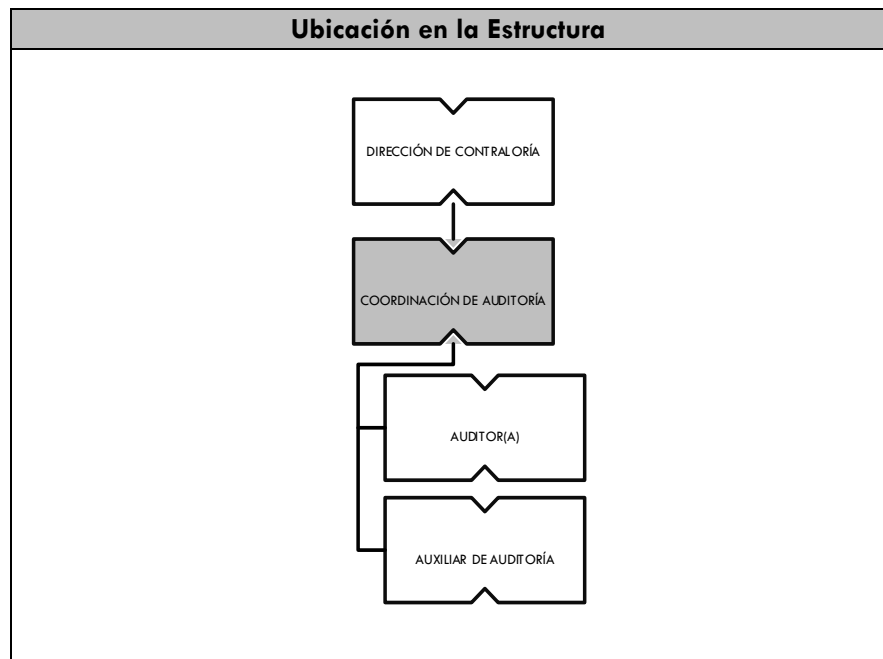 Ubicación en la Estructura
DIRECCIÓN DE CONTRALORÍA
COORDINACIÓN DE AUDITORÍA
AUDITOR(A)
AUXILIAR DE AUDITORÍA